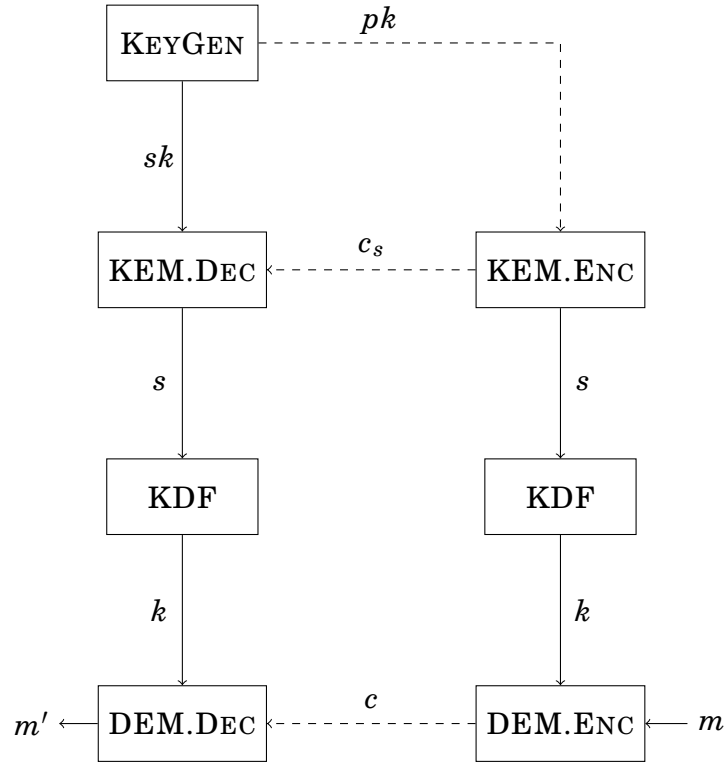 KEYGEN
pk
sk
KEM.DEC
c_s
KEM.ENC
s
s
KDF
KDF
k
k
m′
DEM.DEC
c
DEM.ENC
m